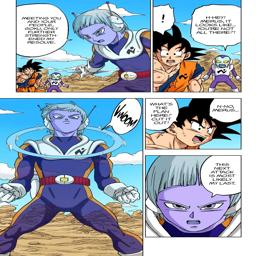 MEETING YOU
AND YOUR
PEOPLE,
GOKU, ONLY
FURTHER
STRENGTH-
ENED MY
RESOLVE.
H-HEY!
MERUS, IT
LOOKS LIKE...
YOU'RE NOT
ALL THERE!?
!
WHAT'S
THE PLAN
HERE!?
CUT IT
OUT!
N-NO,
MERUS...
THIS
NEXT
ATTACK
IS MOST
LIKELY
MY LAST.